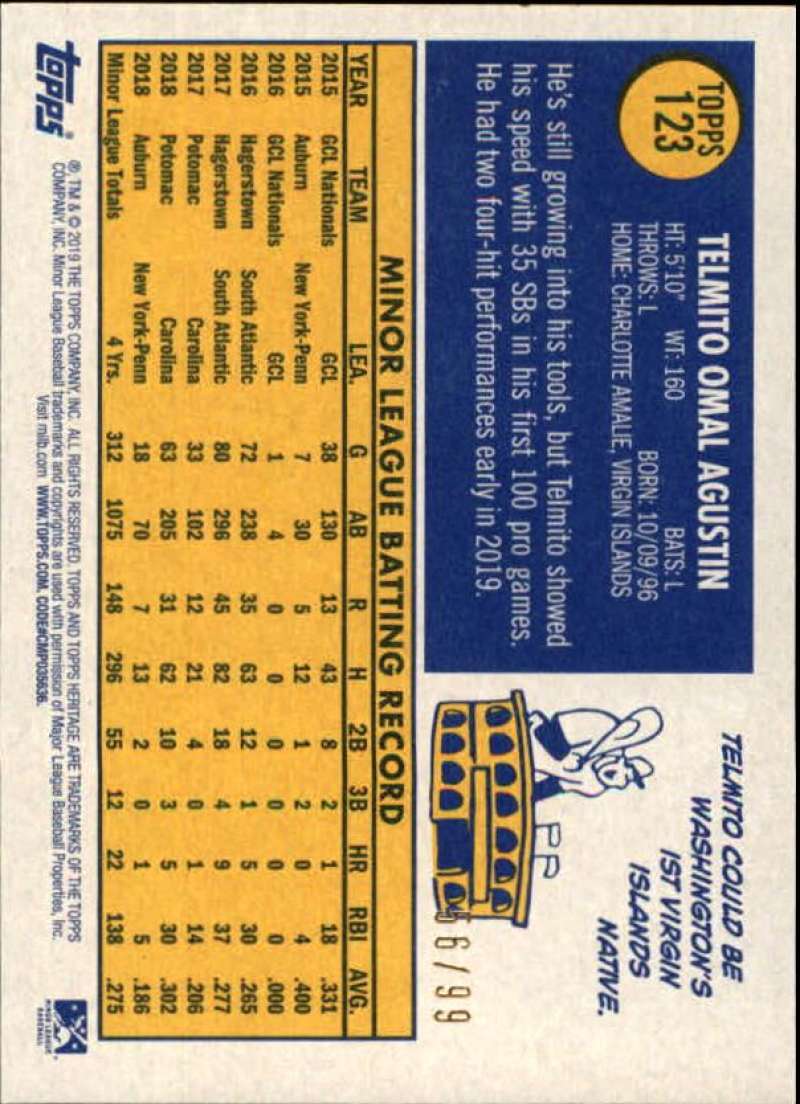 TOPPS
123
TELMITO OMAL AGUSTIN
HT: 5'10" WT: 160 BATS: L
THROWS: L BORN: 10/09/96
HOME: CHARLOTTE AMALIE, VIRGIN ISLANDS
He's still growing into his tools, but Telmito showed
his speed with 35 SBs in his first 100 pro games.
He had two four-hit performances early in 2019.
TELMITO COULD BE
WASHINGTON'S
1ST VIRGIN
ISLANDS
NATIVE.
56/99
MINOR LEAGUE BATTING RECORD
YEAR TEAM LEA. G AB R H 2B 3B HR RBI AVG.
2015 GCL Nationals GCL 38 130 13 43 8 2 1 18 .331
2015 Auburn New York-Penn 7 30 5 12 1 2 0 4 .400
2016 GCL Nationals GCL 1 4 0 0 0 0 0 0 .000
2016 Hagerstown South Atlantic 72 238 35 63 12 1 5 30 .265
2017 Hagerstown South Atlantic 80 296 45 82 18 4 9 37 .277
2017 Potomac Carolina 33 102 12 21 4 0 1 14 .206
2018 Potomac Carolina 63 205 31 62 10 3 5 30 .302
2018 Auburn New York-Penn 18 70 7 13 2 0 1 5 .186
Minor League Totals 4 Yrs. 312 1075 148 296 55 12 22 138 .275
topps®
®, TM & © 2019 THE TOPPS COMPANY, INC. ALL RIGHTS RESERVED. TOPPS AND TOPPS HERITAGE ARE TRADEMARKS OF THE TOPPS
COMPANY, INC. Minor League Baseball trademarks and copyrights are used with permission of Major League Baseball Properties, Inc.
Visit milb.com WWW.TOPPS.COM. CODE#CMP035636.
MINOR LEAGUE
BASEBALL